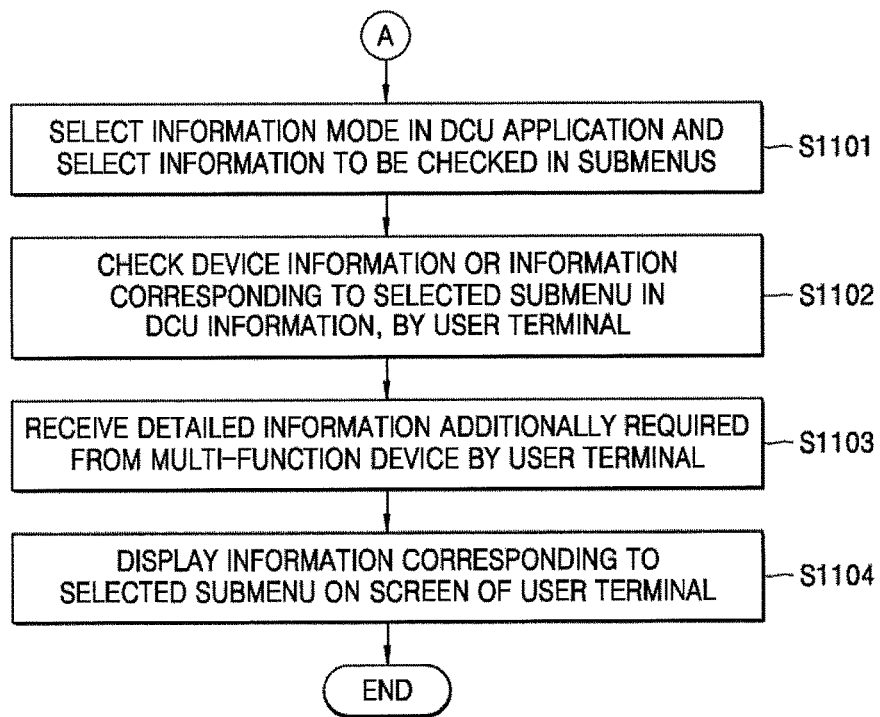 A
SELECT INFORMATION MODE IN DCU APPLICATION AND
SELECT INFORMATION TO BE CHECKED IN SUBMENUS
S1101
CHECK DEVICE INFORMATION OR INFORMATION
CORRESPONDING TO SELECTED SUBMENU IN
DCU INFORMATION, BY USER TERMINAL
S1102
RECEIVE DETAILED INFORMATION ADDITIONALLY REQUIRED
FROM MULTI-FUNCTION DEVICE BY USER TERMINAL
S1103
DISPLAY INFORMATION CORRESPONDING TO
SELECTED SUBMENU ON SCREEN OF USER TERMINAL
S1104
END